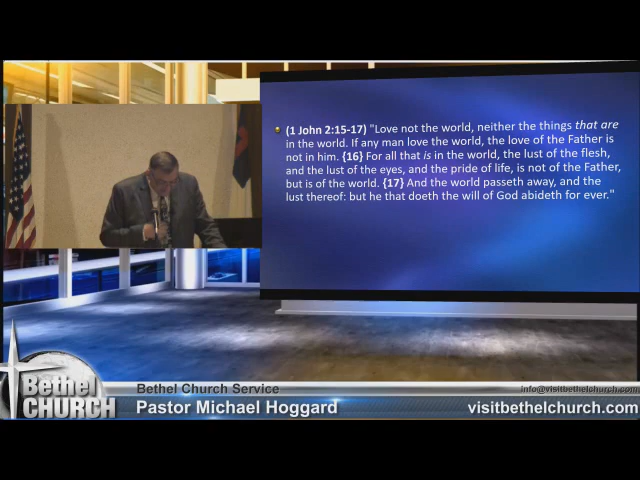 (1 John 2:15-17) "Love not the world, neither the things that are
in the world. If any man love the world, the love of the Father is
not in him. {16} For all that is in the world, the lust of the flesh,
and the lust of the eyes, and the pride of life, is not of the Father,
but is of the world. {17} And the world passeth away, and the
lust thereof: but he that doeth the will of God abideth for ever."
Bethel
CHURCH
Bethel Church Service
info@visitbethelchurch.com
Pastor Michael Hoggard
visitbethelchurch.com